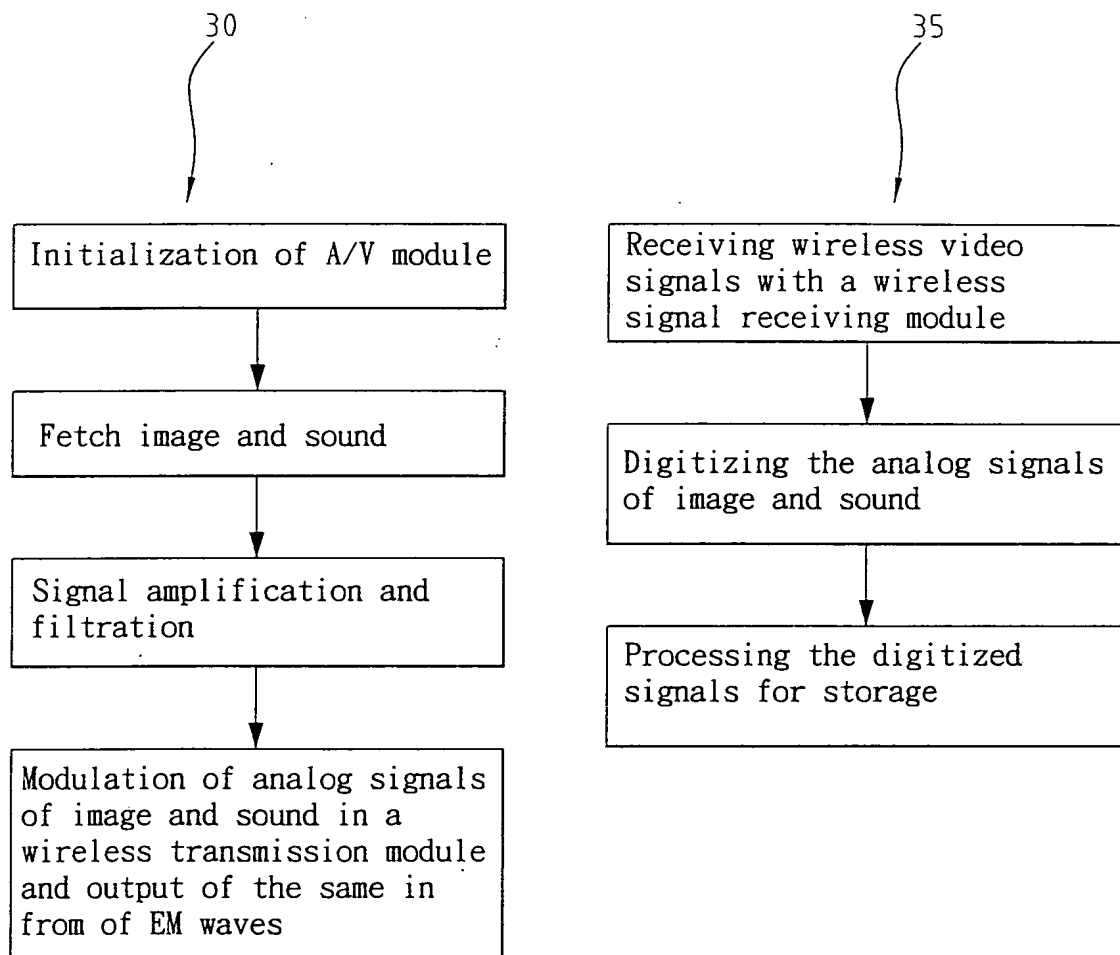 30
Initialization of A/V module
Fetch image and sound
Signal amplification and
filtration
Modulation of analog signals
of image and sound in a
wireless transmission module
and output of the same in
from of EM waves
35
Receiving wireless video
signals with a wireless
signal receiving module
Digitizing the analog signals
of image and sound
Processing the digitized
signals for storage